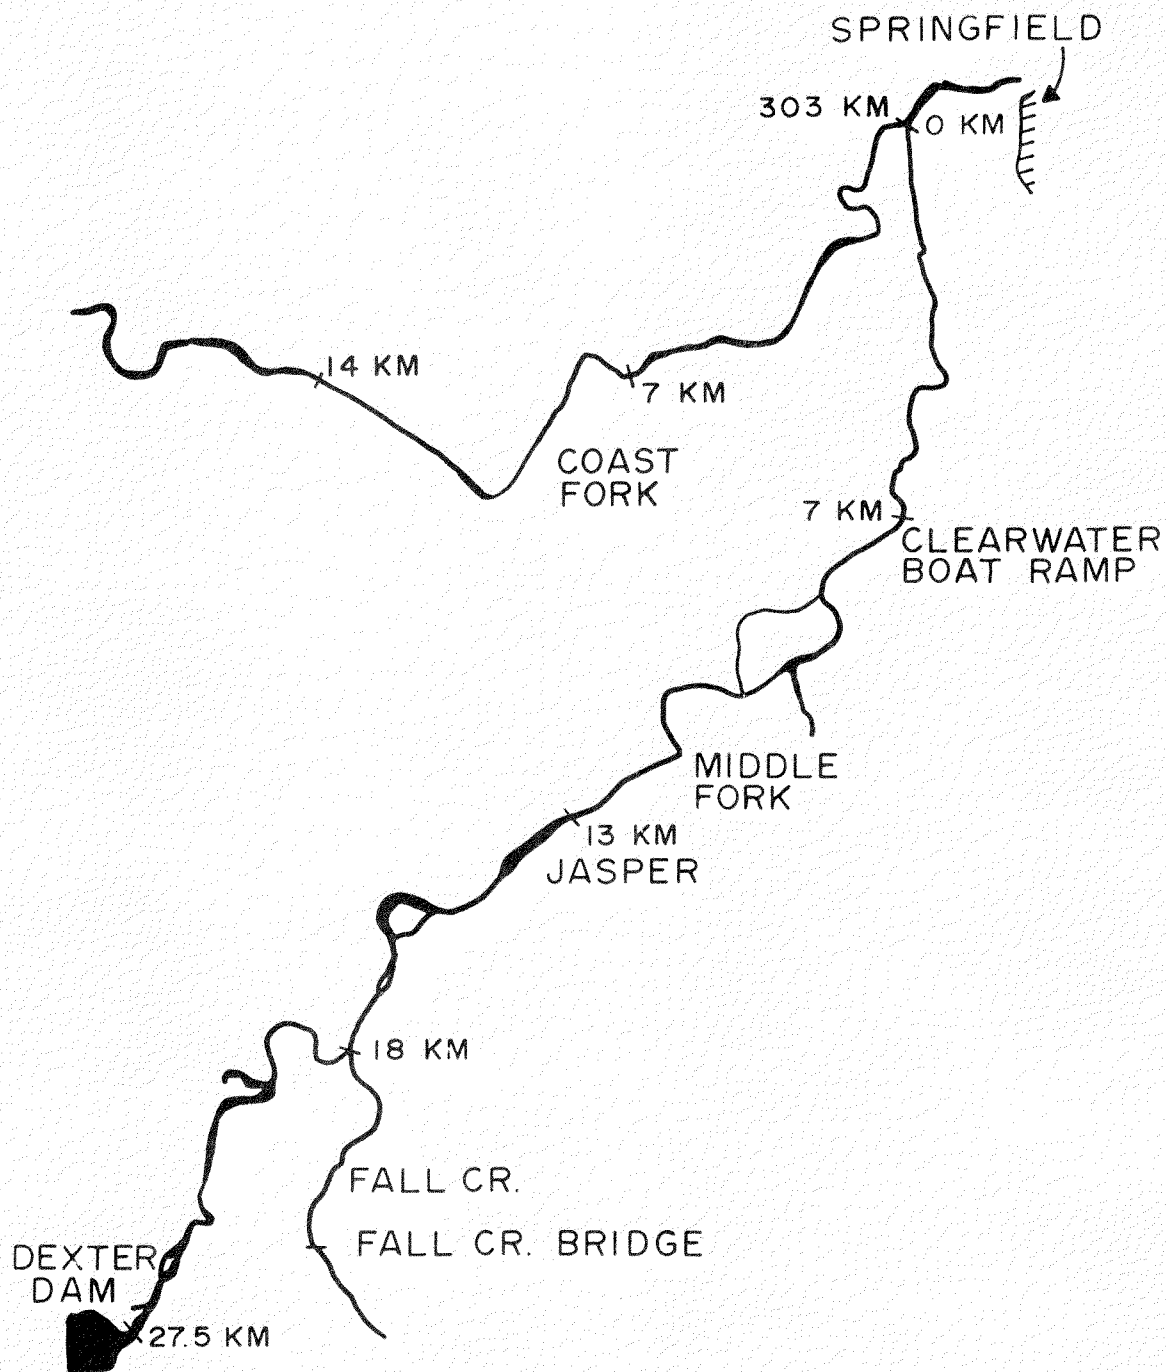 SPRINGFIELD
303 KM
0 KM
14 KM
7 KM
COAST
FORK
7 KM
CLEARWATER
BOAT RAMP
MIDDLE
FORK
13 KM
JASPER
18 KM
FALL CR.
FALL CR. BRIDGE
DEXTER
DAM
27.5 KM